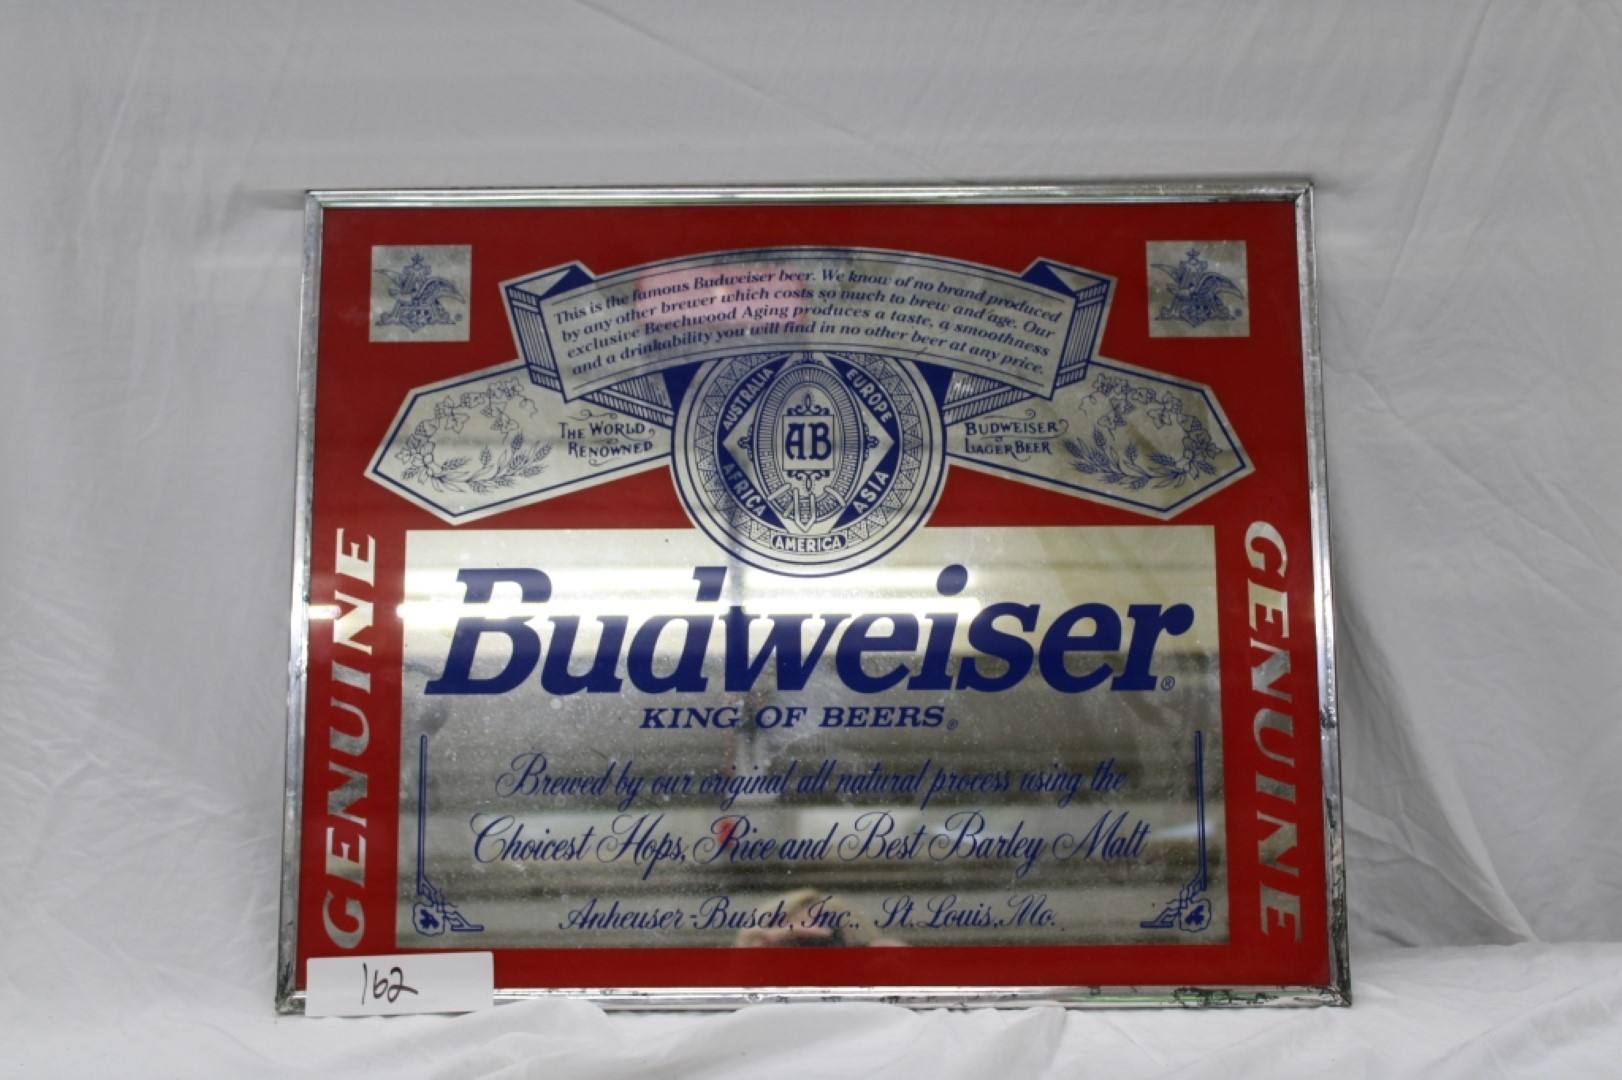 This is the famous Budweiser beer. We know of no brand produced
by any other brewer which costs so much to brew and age. Our
exclusive Beechwood Aging produces a taste, a smoothness
and a drinkability you will find in no other beer at any price.
THE WORLD
RENOWNED
BUDWEISER
LAGER BEER
AUSTRALIA
EUROPE
AB
AFRICA
ASIA
AMERICA
GENUINE
GENUINE
Budweiser®
KING OF BEERS®
Brewed by our original all natural process using the
Choicest Hops, Rice and Best Barley Malt
Anheuser-Busch, Inc., St. Louis, Mo.
162